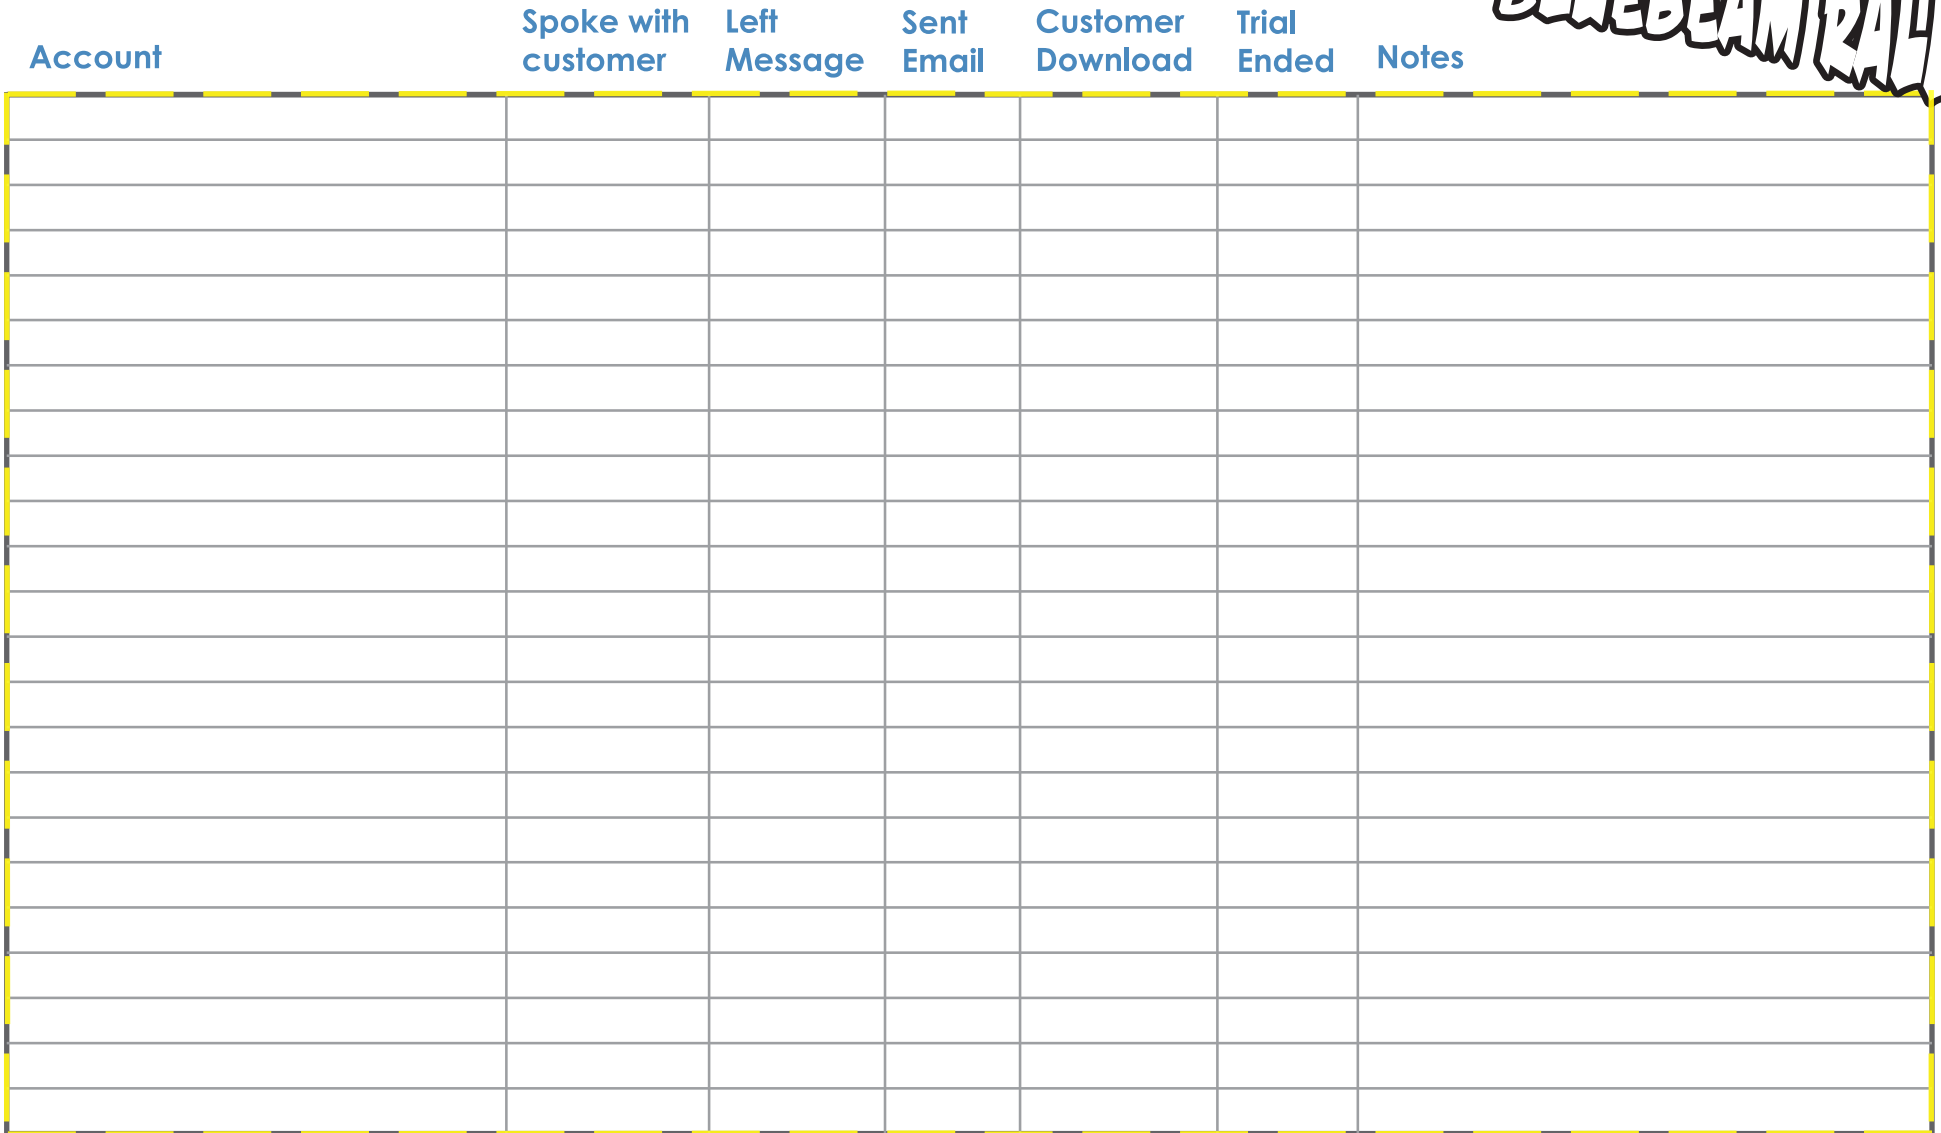 Account
Spoke with
customer
Left
Message
Sent
Email
Customer
Download
Trial
Ended
Notes